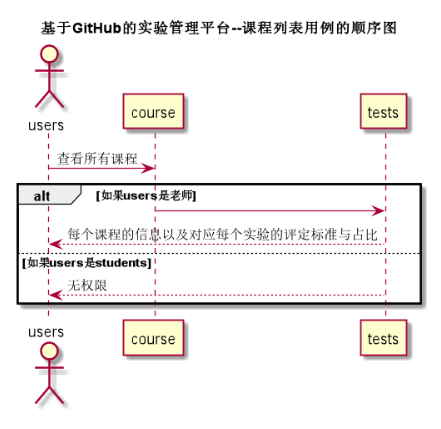 基于GitHub的实验管理平台--课程列表用例的顺序图
users
course
tests
查看所有课程
alt [如果users是老师]
每个课程的信息以及对应每个实验的评定标准与占比
[如果users是students]
无权限
users
course
tests